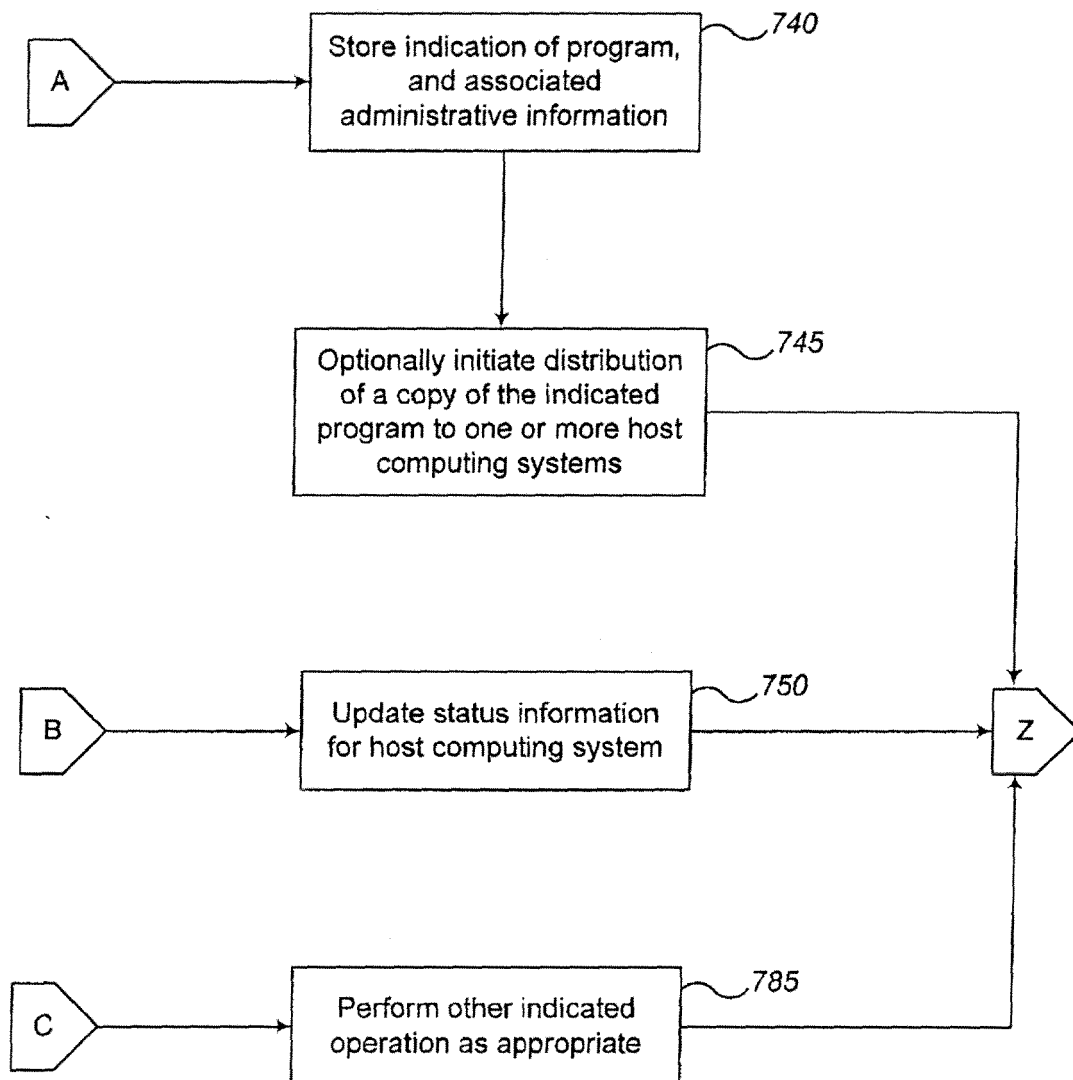 A
Store indication of program,
and associated
administrative information
740
Optionally initiate distribution
of a copy of the indicated
program to one or more host
computing systems
745
B
Update status information
for host computing system
750
Z
C
Perform other indicated
operation as appropriate
785